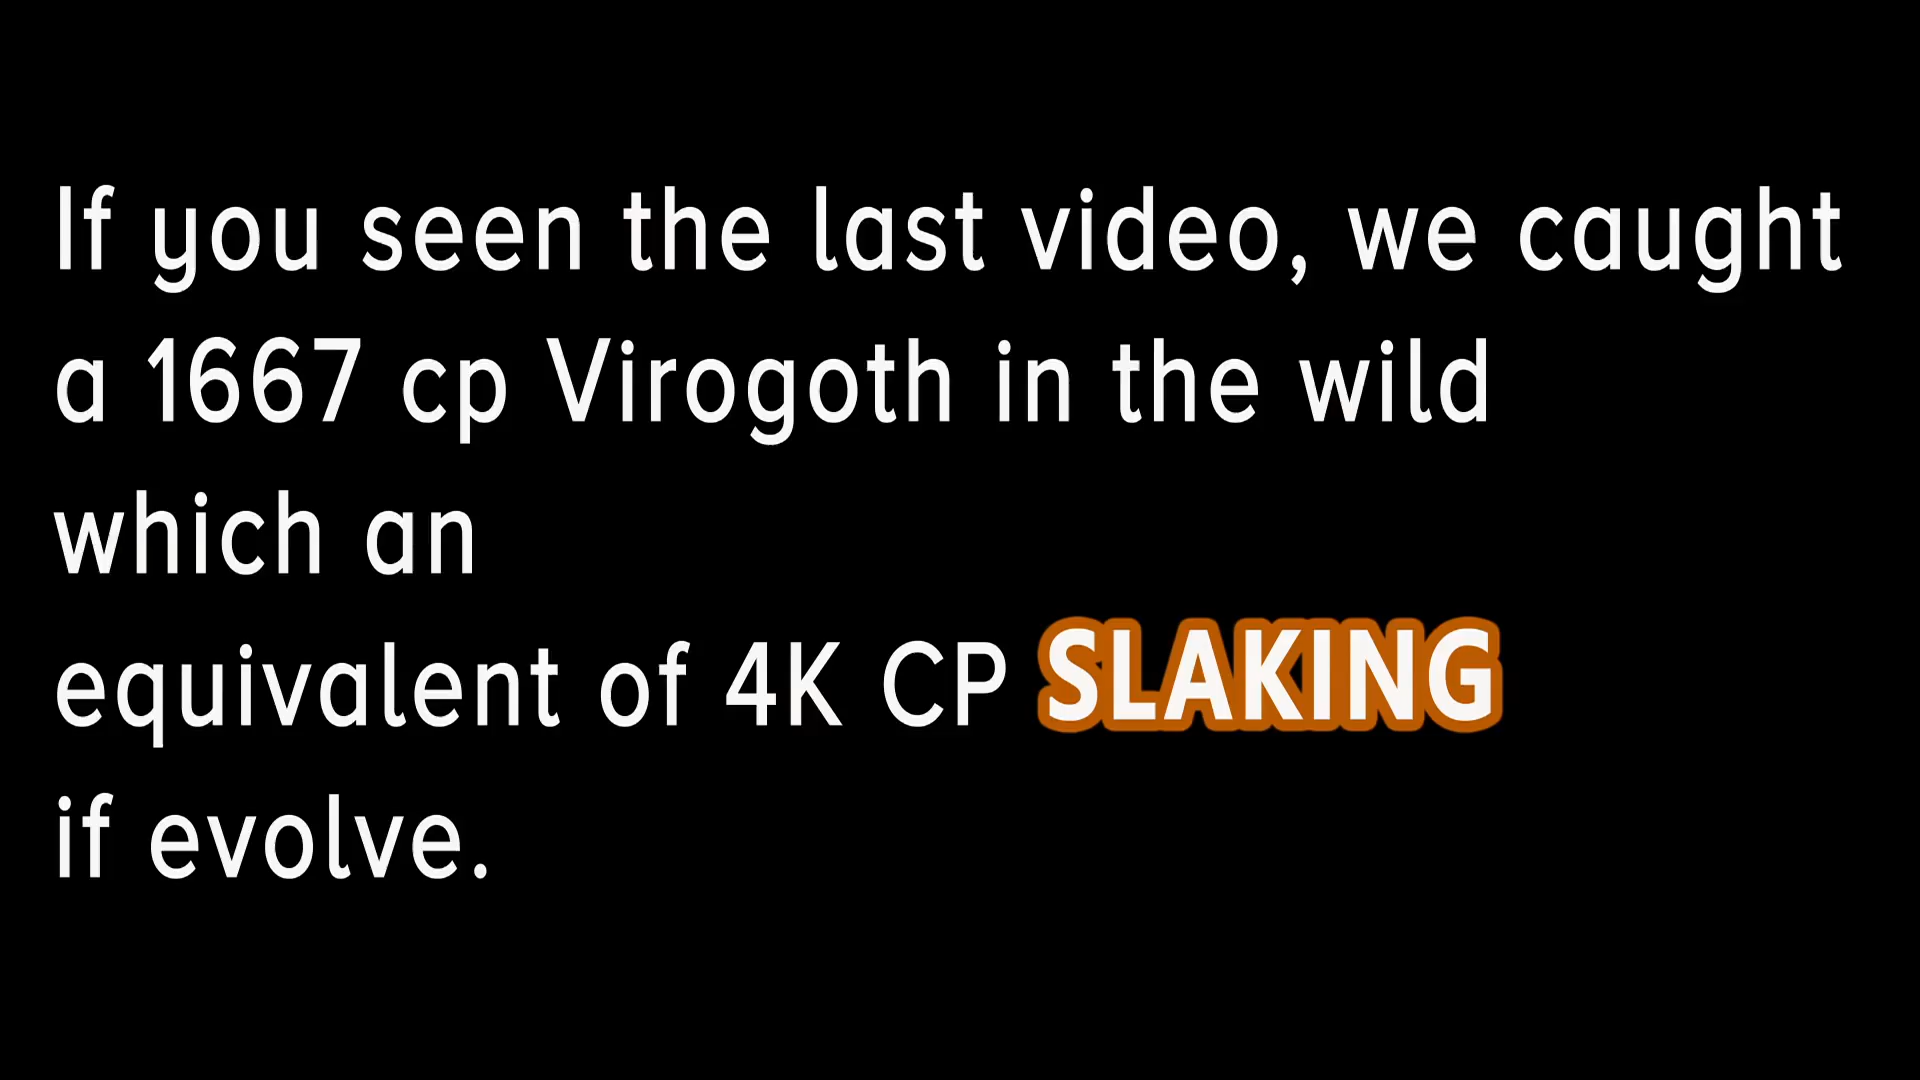 If you seen the last video, we caught
a 1667 cp Virogoth in the wild
which an
equivalent of 4K CP SLAKING
if evolve.